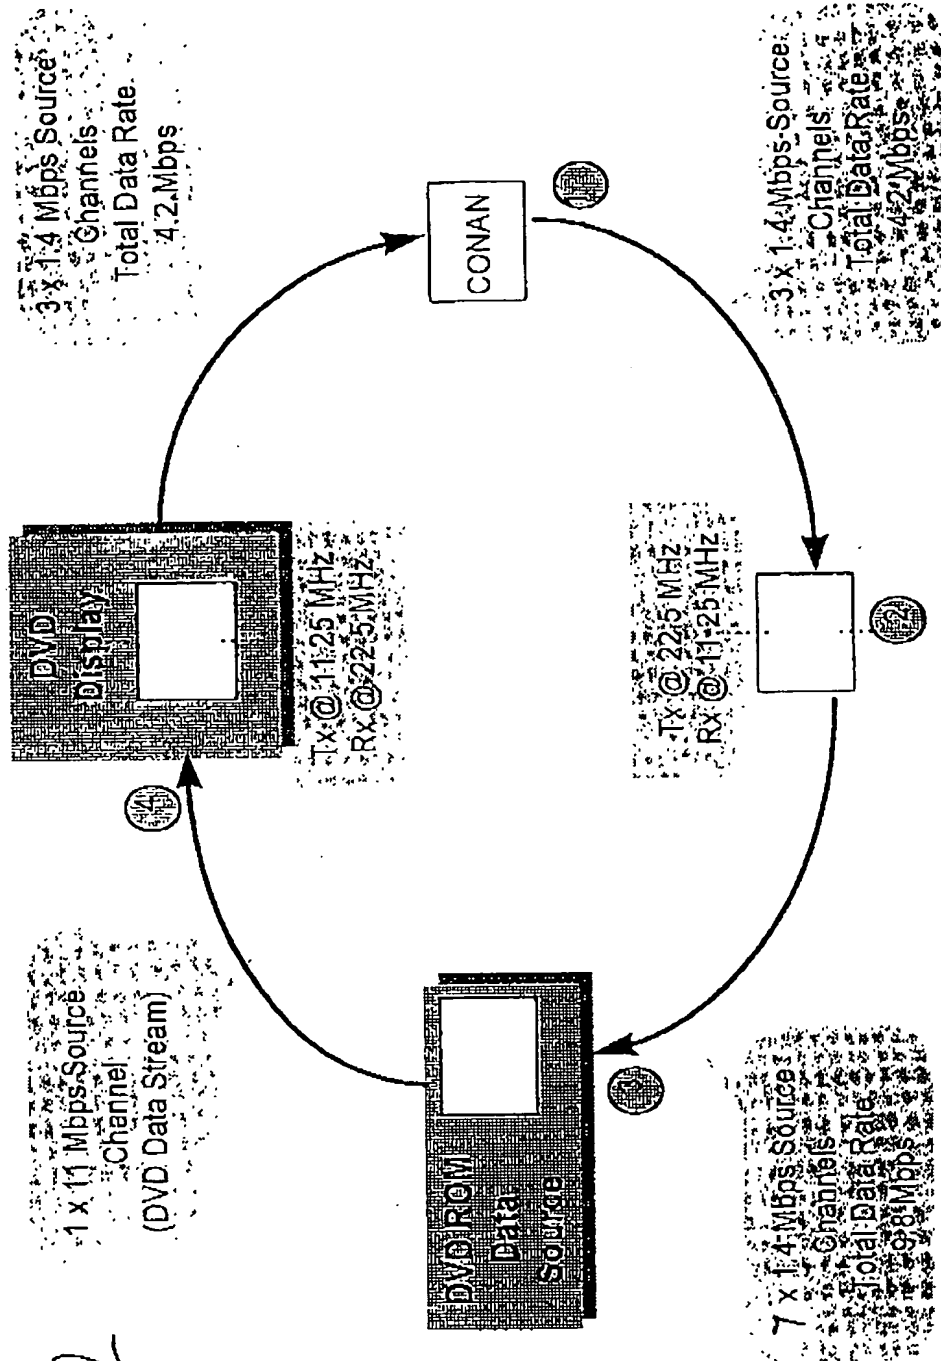 3 x 1.4 Mbps Source
Channels
Total Data Rate
4.2 Mbps
3 x 1.4 Mbps Source
Channels
Total Data Rate
4.2 Mbps
CONAN
1
DVD
Display
Tx @ 11.25 MHz
Rx @ 22.5 MHz
Tx @ 22.5 MHz
Rx @ 11.25 MHz
2
4
1 x 11 Mbps Source
Channel
(DVD Data Stream)
DVD ROM
Data
Source
3
7 x 1.4 Mbps Source
Channels
Total Data Rate
9.8 Mbps